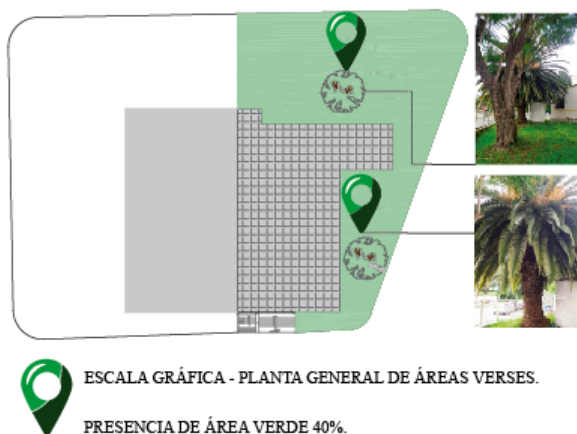 ESCALA GRÁFICA - PLANTA GENERAL DE ÁREAS VERSES.
PRESENCIA DE ÁREA VERDE 40%.